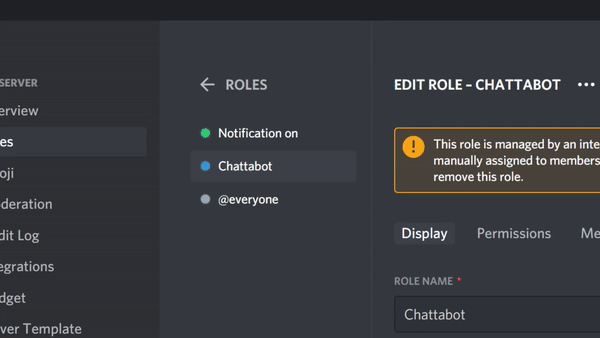 SERVER
erview
es
oji
deration
dit Log
egrations
dget
ver Template
ROLES
Notification on
Chattabot
@everyone
EDIT ROLE – CHATTABOT
This role is managed by an inte
manually assigned to members
remove this role.
Display Permissions Me
ROLE NAME *
Chattabot